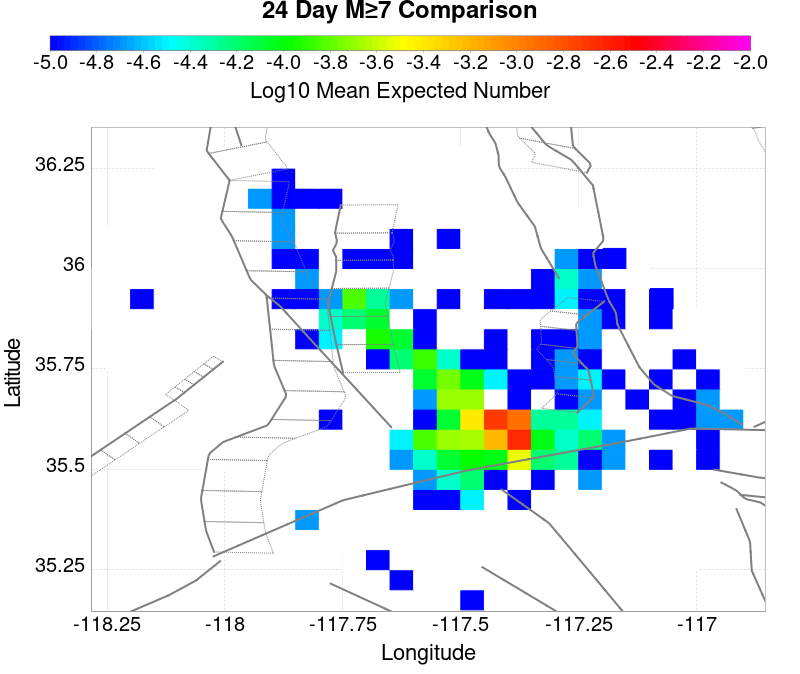 24 Day M≥7 Comparison
-5.0 -4.8 -4.6 -4.4 -4.2 -4.0 -3.8 -3.6 -3.4 -3.2 -3.0 -2.8 -2.6 -2.4 -2.2 -2.0
Log10 Mean Expected Number
36.25
36
35.75
35.5
35.25
Latitude
-118.25 -118 -117.75 -117.5 -117.25 -117
Longitude